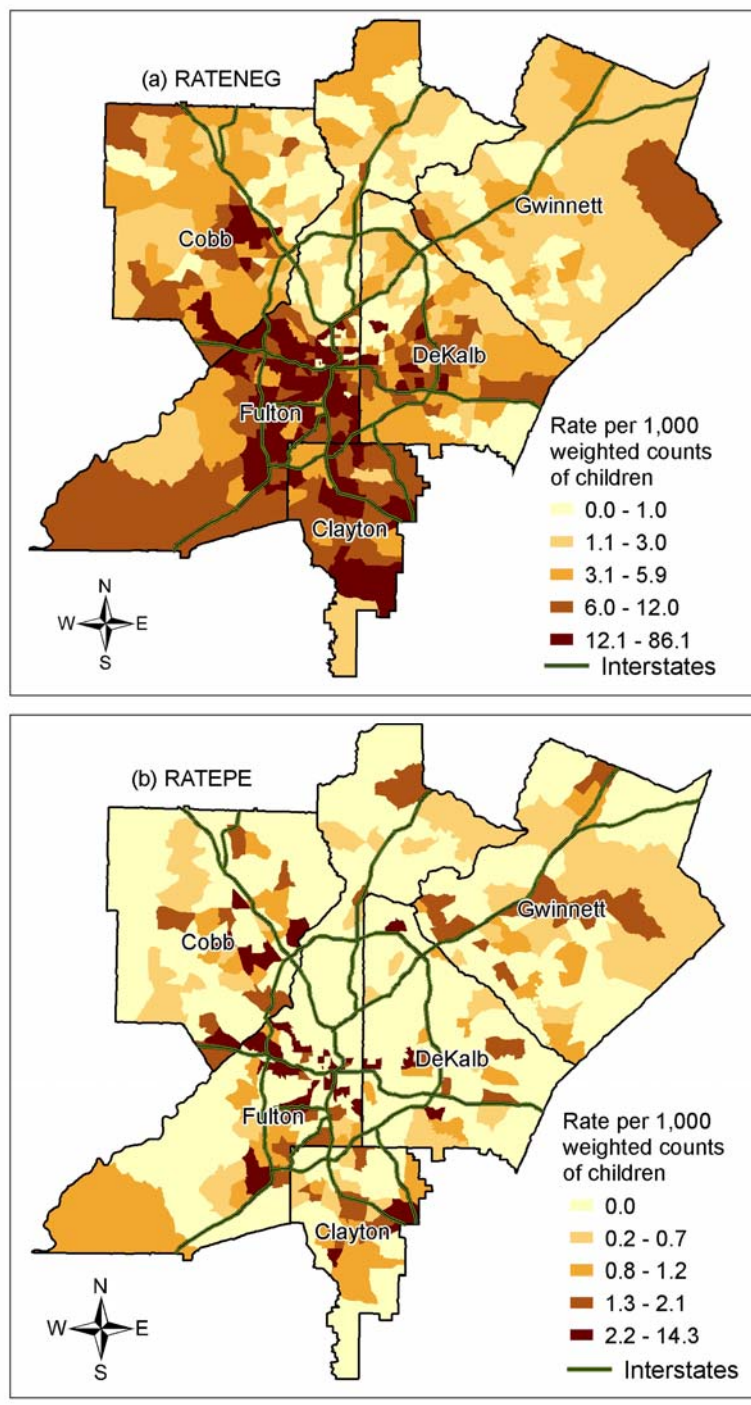 (a) RATENEG
Gwinnett
Cobb
DeKalb
Fulton
Clayton
Rate per 1,000
weighted counts
of children
0.0 - 1.0
1.1 - 3.0
3.1 - 5.9
6.0 - 12.0
12.1 - 86.1
Interstates
N
W E
S
(b) RATEPE
Gwinnett
Cobb
DeKalb
Fulton
Clayton
Rate per 1,000
weighted counts
of children
0.0
0.2 - 0.7
0.8 - 1.2
1.3 - 2.1
2.2 - 14.3
Interstates
N
W E
S